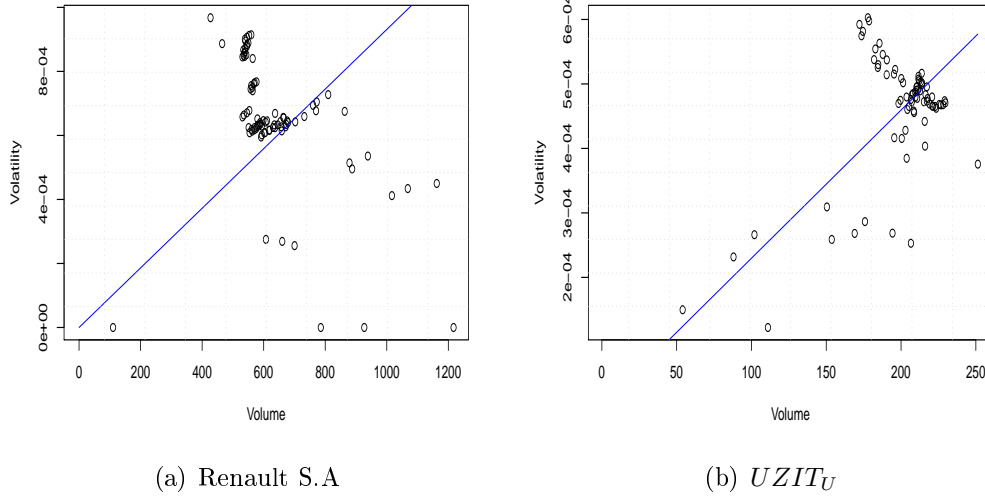 8e−04
4e−04
0e+00
Volatility
0 200 400 600 800 1000 1200
Volume
(a) Renault S.A
6e−04
5e−04
4e−04
3e−04
2e−04
Volatility
0 50 100 150 200 250
Volume
(b) UZIT_U